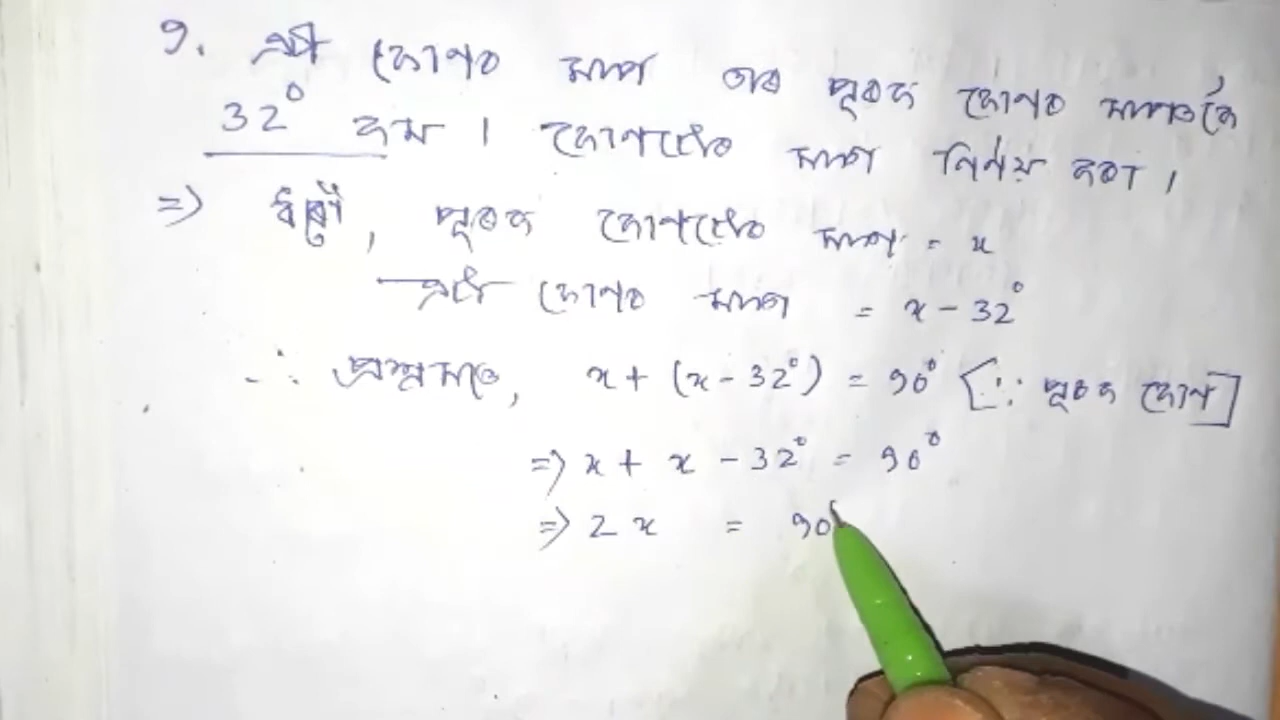 9. এটা কোণৰ মাপ তাৰ পূৰক কোণৰ মাপতকৈ
32° কম । কোণটোৰ মাপ নিৰ্ণয় কৰা ।
=> ধৰোঁ, পূৰক কোণটোৰ মাপ = x
এটা কোণৰ মাপ = x - 32°
∴ প্ৰশ্নমতে, x + (x - 32°) = 90° [∵ পূৰক কোণ]
=> x + x - 32° = 90°
=> 2x = 90